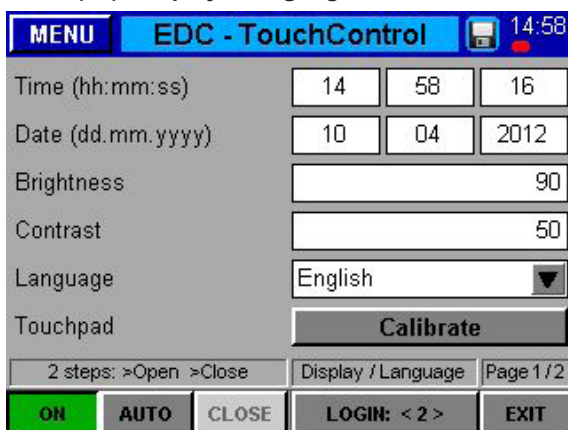 MENU EDC - TouchControl 14:58
Time (hh:mm:ss) 14 58 16
Date (dd.mm.yyyy) 10 04 2012
Brightness 90
Contrast 50
Language English
Touchpad Calibrate
2 steps: >Open >Close Display / Language Page 1/2
ON AUTO CLOSE LOGIN: < 2 > EXIT